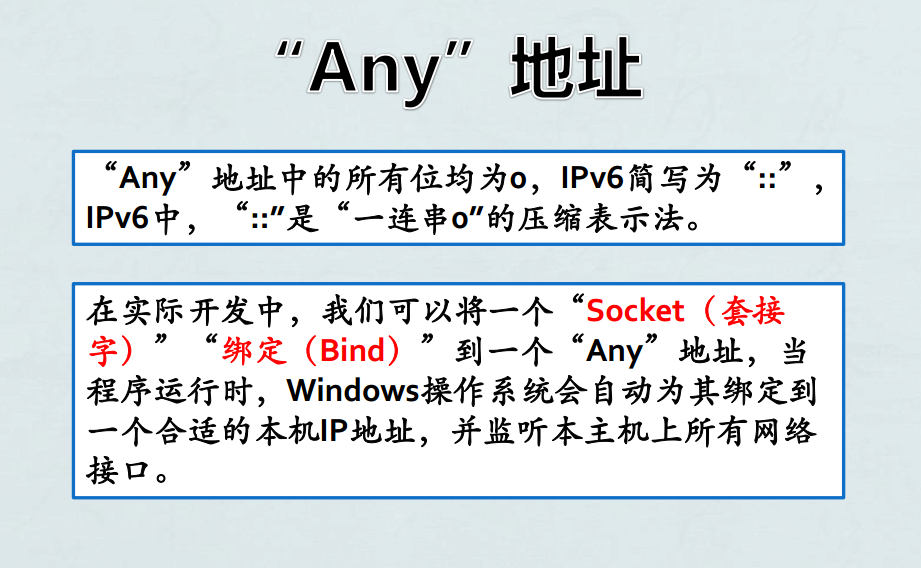 “Any”地址
“Any”地址中的所有位均为0，IPv6简写为“::”，
IPv6中，“::”是“一连串0”的压缩表示法。
在实际开发中，我们可以将一个“Socket（套接
字）”“绑定（Bind）”到一个“Any”地址，当
程序运行时，Windows操作系统会自动为其绑定到
一个合适的本机IP地址，并监听本主机上所有网络
接口。